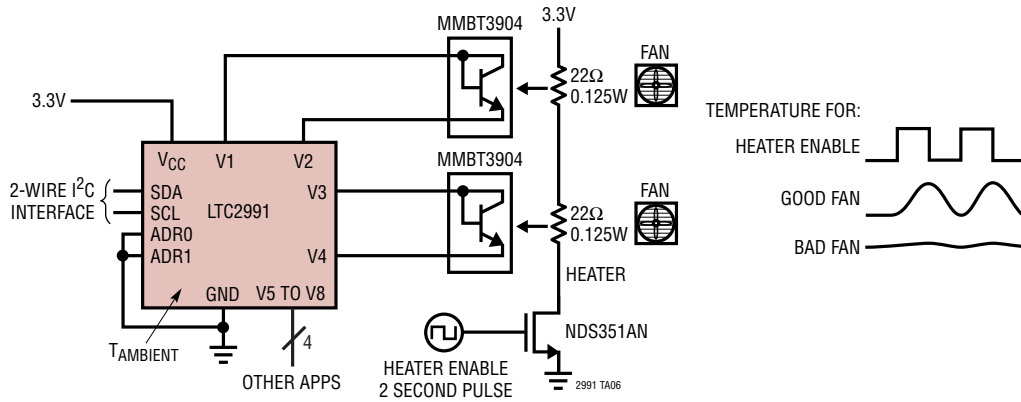 MMBT3904
3.3V
FAN
22Ω
0.125W
3.3V
VCC
V1
V2
2-WIRE I2C
INTERFACE
SDA
SCL
ADR0
ADR1
LTC2991
V3
V4
GND
V5 TO V8
MMBT3904
FAN
22Ω
0.125W
HEATER
TAMBIENT
4
OTHER APPS
HEATER ENABLE
2 SECOND PULSE
NDS351AN
2991 TA06
TEMPERATURE FOR:
HEATER ENABLE
GOOD FAN
BAD FAN